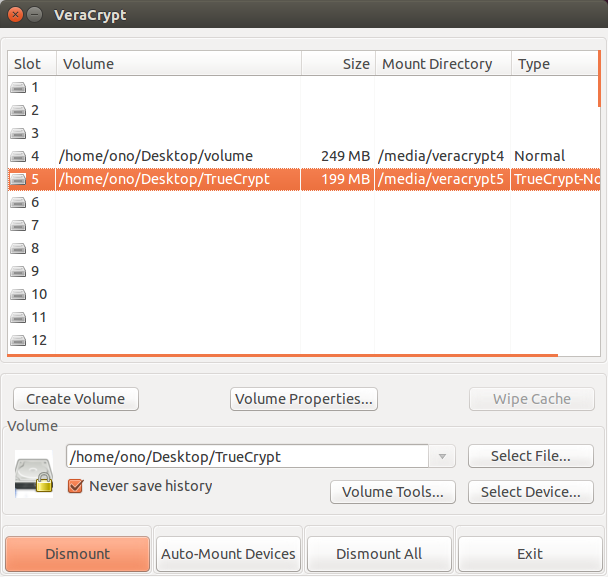 VeraCrypt
Slot Volume Size Mount Directory Type
1
2
3
4 /home/ono/Desktop/volume 249 MB /media/veracrypt4 Normal
5 /home/ono/Desktop/TrueCrypt 199 MB /media/veracrypt5 TrueCrypt-No
6
7
8
9
10
11
12
Create Volume Volume Properties... Wipe Cache
Volume
/home/ono/Desktop/TrueCrypt Select File...
Never save history Volume Tools... Select Device...
Dismount Auto-Mount Devices Dismount All Exit